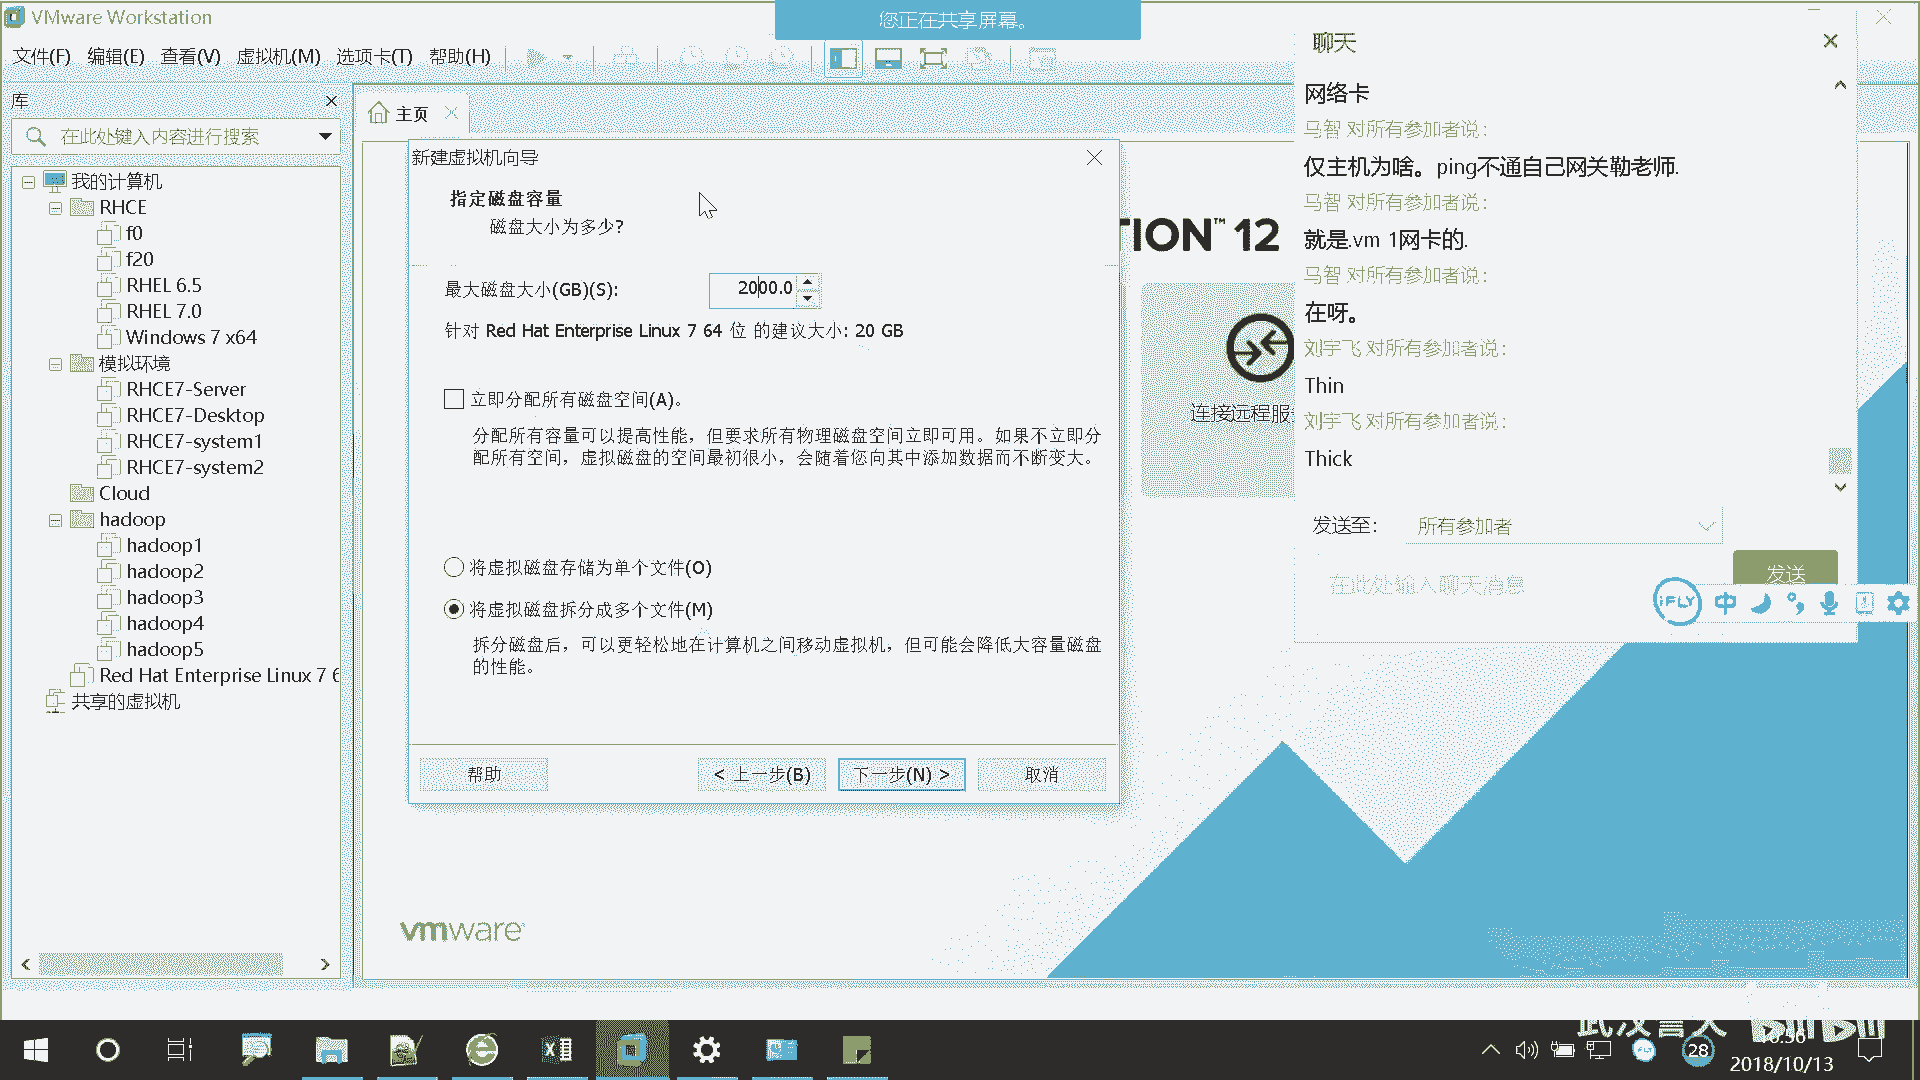 VMware Workstation
您正在共享屏幕。
文件(F) 编辑(E) 查看(V) 虚拟机(M) 选项卡(T) 帮助(H)
库
在此处键入内容进行搜索
我的计算机
RHCE
f0
f20
RHEL 6.5
RHEL 7.0
Windows 7 x64
模拟环境
RHCE7-Server
RHCE7-Desktop
RHCE7-system1
RHCE7-system2
Cloud
hadoop
hadoop1
hadoop2
hadoop3
hadoop4
hadoop5
Red Hat Enterprise Linux 7 6
共享的虚拟机
主页
新建虚拟机向导
指定磁盘容量
磁盘大小为多少?
最大磁盘大小(GB)(S): 2000.0
针对 Red Hat Enterprise Linux 7 64 位 的建议大小: 20 GB
立即分配所有磁盘空间(A)。
分配所有容量可以提高性能，但要求所有物理磁盘空间立即可用。如果不立即分
配所有空间，虚拟磁盘的空间最初很小，会随着您向其中添加数据而不断变大。
将虚拟磁盘存储为单个文件(O)
将虚拟磁盘拆分成多个文件(M)
拆分磁盘后，可以更轻松地在计算机之间移动虚拟机，但可能会降低大容量磁盘
的性能。
帮助
< 上一步(B)
下一步(N) >
取消
TION™ 12
连接远程服
vmware
聊天
网络卡
马智 对所有参加者说:
仅主机为啥。ping不通自己网关勒老师.
马智 对所有参加者说:
就是.vm 1网卡的.
马智 对所有参加者说:
在呀。
刘宇飞 对所有参加者说:
Thin
刘宇飞 对所有参加者说:
Thick
发送至: 所有参加者
在此处输入聊天消息
发送
iFLY 中
28
2018/10/13